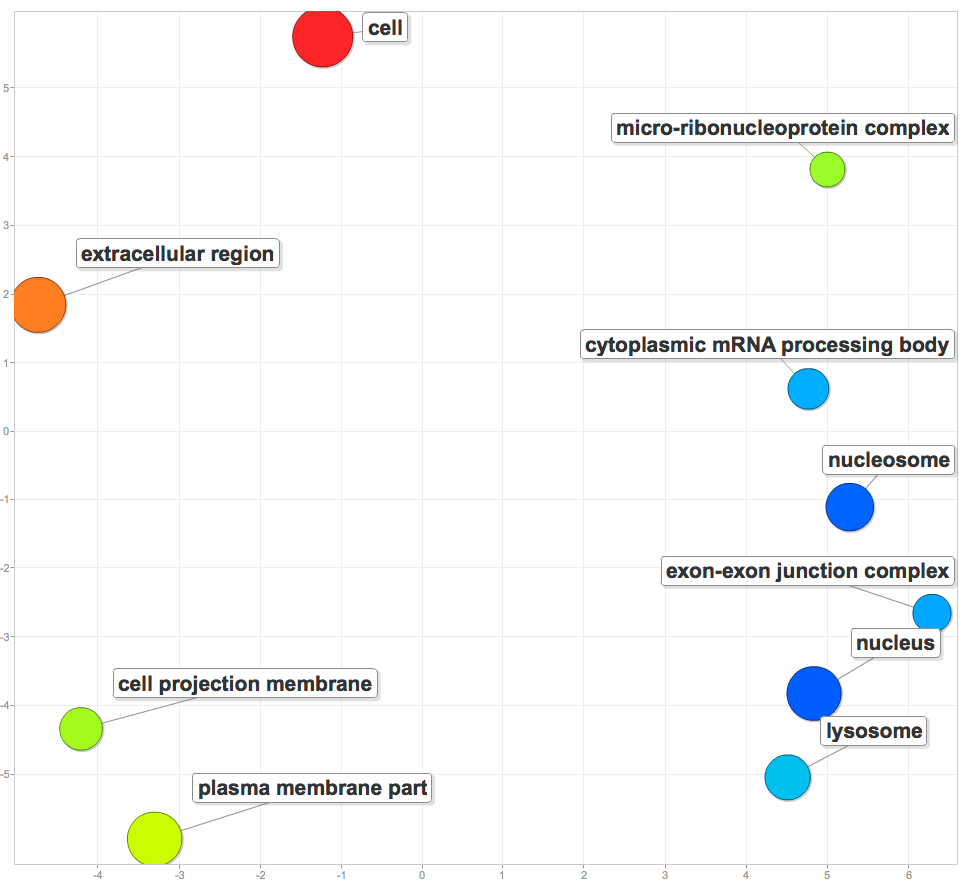 cell
5
micro-ribonucleoprotein complex
4
3
extracellular region
2
cytoplasmic mRNA processing body
1
0
nucleosome
-1
exon-exon junction complex
-2
nucleus
-3
cell projection membrane
-4
lysosome
-5
plasma membrane part
-4 -3 -2 -1 0 1 2 3 4 5 6